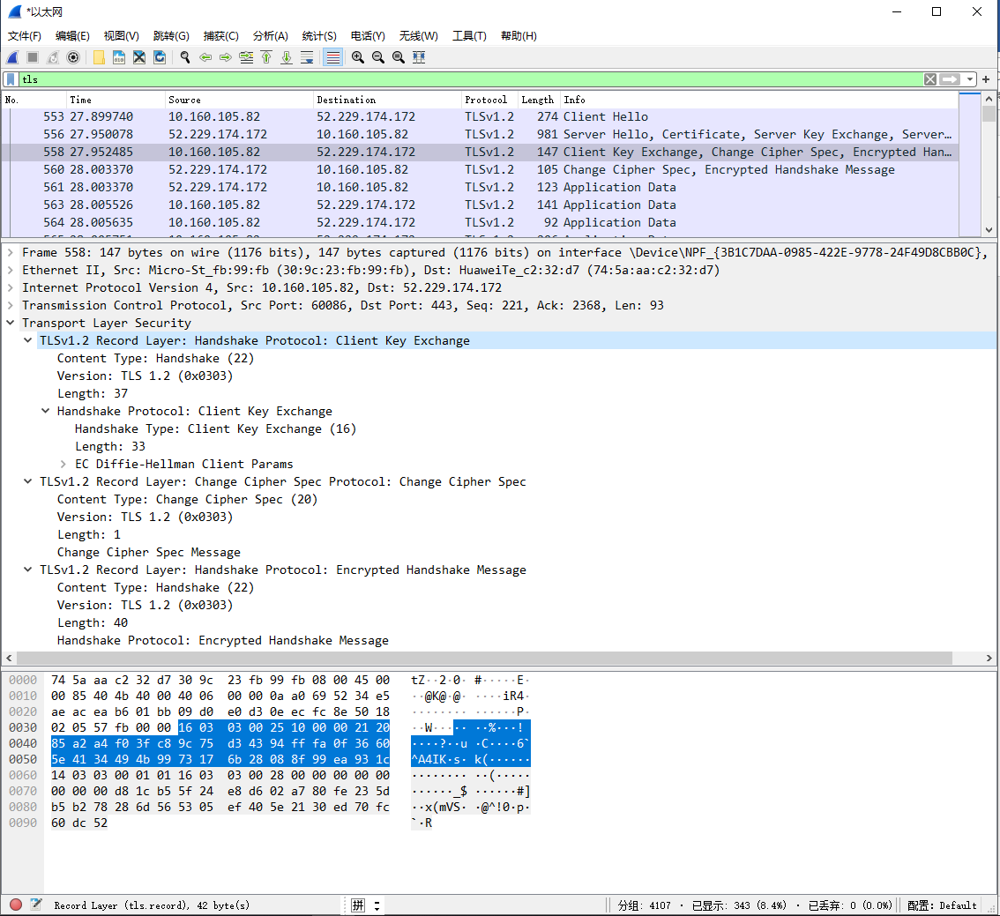 *以太网
文件(F) 编辑(E) 视图(V) 跳转(G) 捕获(C) 分析(A) 统计(S) 电话(Y) 无线(W) 工具(T) 帮助(H)
tls
No. Time Source Destination Protocol Length Info
553 27.899740 10.160.105.82 52.229.174.172 TLSv1.2 274 Client Hello
556 27.950078 52.229.174.172 10.160.105.82 TLSv1.2 981 Server Hello, Certificate, Server Key Exchange, Server…
558 27.952485 10.160.105.82 52.229.174.172 TLSv1.2 147 Client Key Exchange, Change Cipher Spec, Encrypted Han…
560 28.003370 52.229.174.172 10.160.105.82 TLSv1.2 105 Change Cipher Spec, Encrypted Handshake Message
561 28.003370 52.229.174.172 10.160.105.82 TLSv1.2 123 Application Data
563 28.005526 10.160.105.82 52.229.174.172 TLSv1.2 141 Application Data
564 28.005635 10.160.105.82 52.229.174.172 TLSv1.2 92 Application Data
Frame 558: 147 bytes on wire (1176 bits), 147 bytes captured (1176 bits) on interface \Device\NPF_{3B1C7DAA-0985-422E-9778-24F49D8CBB0C},
Ethernet II, Src: Micro-St_fb:99:fb (30:9c:23:fb:99:fb), Dst: HuaweiTe_c2:32:d7 (74:5a:aa:c2:32:d7)
Internet Protocol Version 4, Src: 10.160.105.82, Dst: 52.229.174.172
Transmission Control Protocol, Src Port: 60086, Dst Port: 443, Seq: 221, Ack: 2368, Len: 93
Transport Layer Security
TLSv1.2 Record Layer: Handshake Protocol: Client Key Exchange
Content Type: Handshake (22)
Version: TLS 1.2 (0x0303)
Length: 37
Handshake Protocol: Client Key Exchange
Handshake Type: Client Key Exchange (16)
Length: 33
EC Diffie-Hellman Client Params
TLSv1.2 Record Layer: Change Cipher Spec Protocol: Change Cipher Spec
Content Type: Change Cipher Spec (20)
Version: TLS 1.2 (0x0303)
Length: 1
Change Cipher Spec Message
TLSv1.2 Record Layer: Handshake Protocol: Encrypted Handshake Message
Content Type: Handshake (22)
Version: TLS 1.2 (0x0303)
Length: 40
Handshake Protocol: Encrypted Handshake Message
0000 74 5a aa c2 32 d7 30 9c 23 fb 99 fb 08 00 45 00 tZ··2·0· #·····E·
0010 00 85 40 4b 40 00 40 06 00 00 0a a0 69 52 34 e5 ··@K@·@· ····iR4·
0020 ae ac ea b6 01 bb 09 d0 e0 d3 0e ec fc 8e 50 18 ········ ······P·
0030 02 05 57 fb 00 00 16 03 03 00 25 10 00 00 21 20 ··W····· ··%···!
0040 85 a2 a4 f0 3f c8 9c 75 d3 43 94 ff fa 0f 36 60 ····?··u ·C····6`
0050 5e 41 34 49 4b 99 73 17 6b 28 08 8f 99 ea 93 1c ^A4IK·s· k(······
0060 14 03 03 00 01 01 16 03 03 00 28 00 00 00 00 00 ········ ··(·····
0070 00 00 00 d8 1c b5 5f 24 e8 d6 02 a7 80 fe 23 5d ······_$ ······#]
0080 b5 b2 78 28 6d 56 53 05 ef 40 5e 21 30 ed 70 fc ··x(mVS· ·@^!0·p·
0090 60 dc 52 `·R
Record Layer (tls.record), 42 byte(s) 拼 分组: 4107 · 已显示: 343 (8.4%) · 已丢弃: 0 (0.0%) 配置: Default